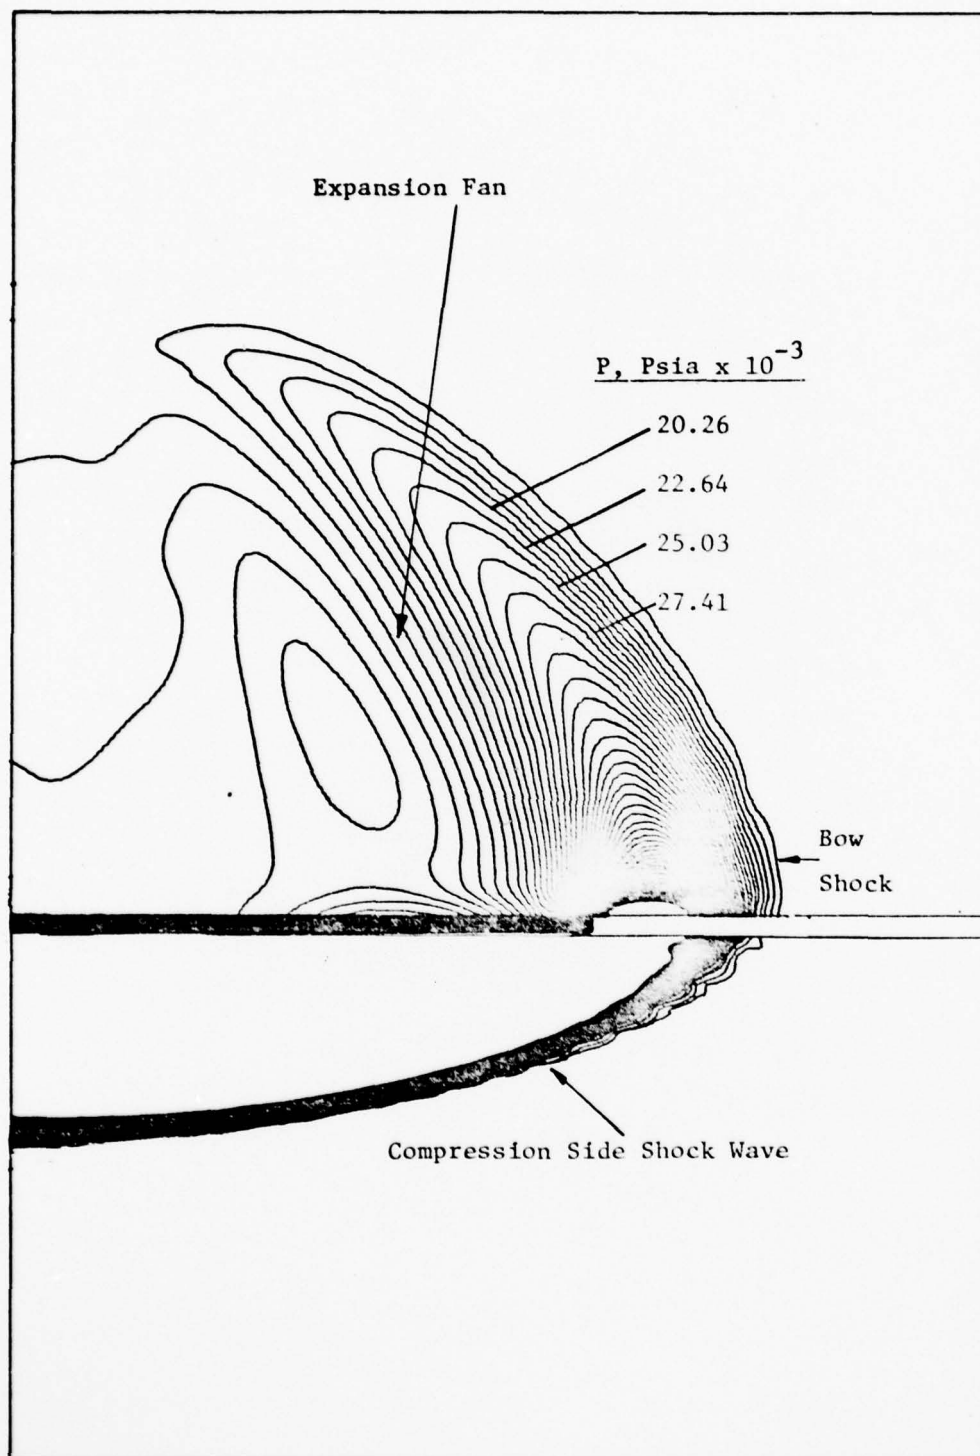 Expansion Fan
P, Psia x 10⁻³
20.26
22.64
25.03
27.41
Bow
Shock
Compression Side Shock Wave